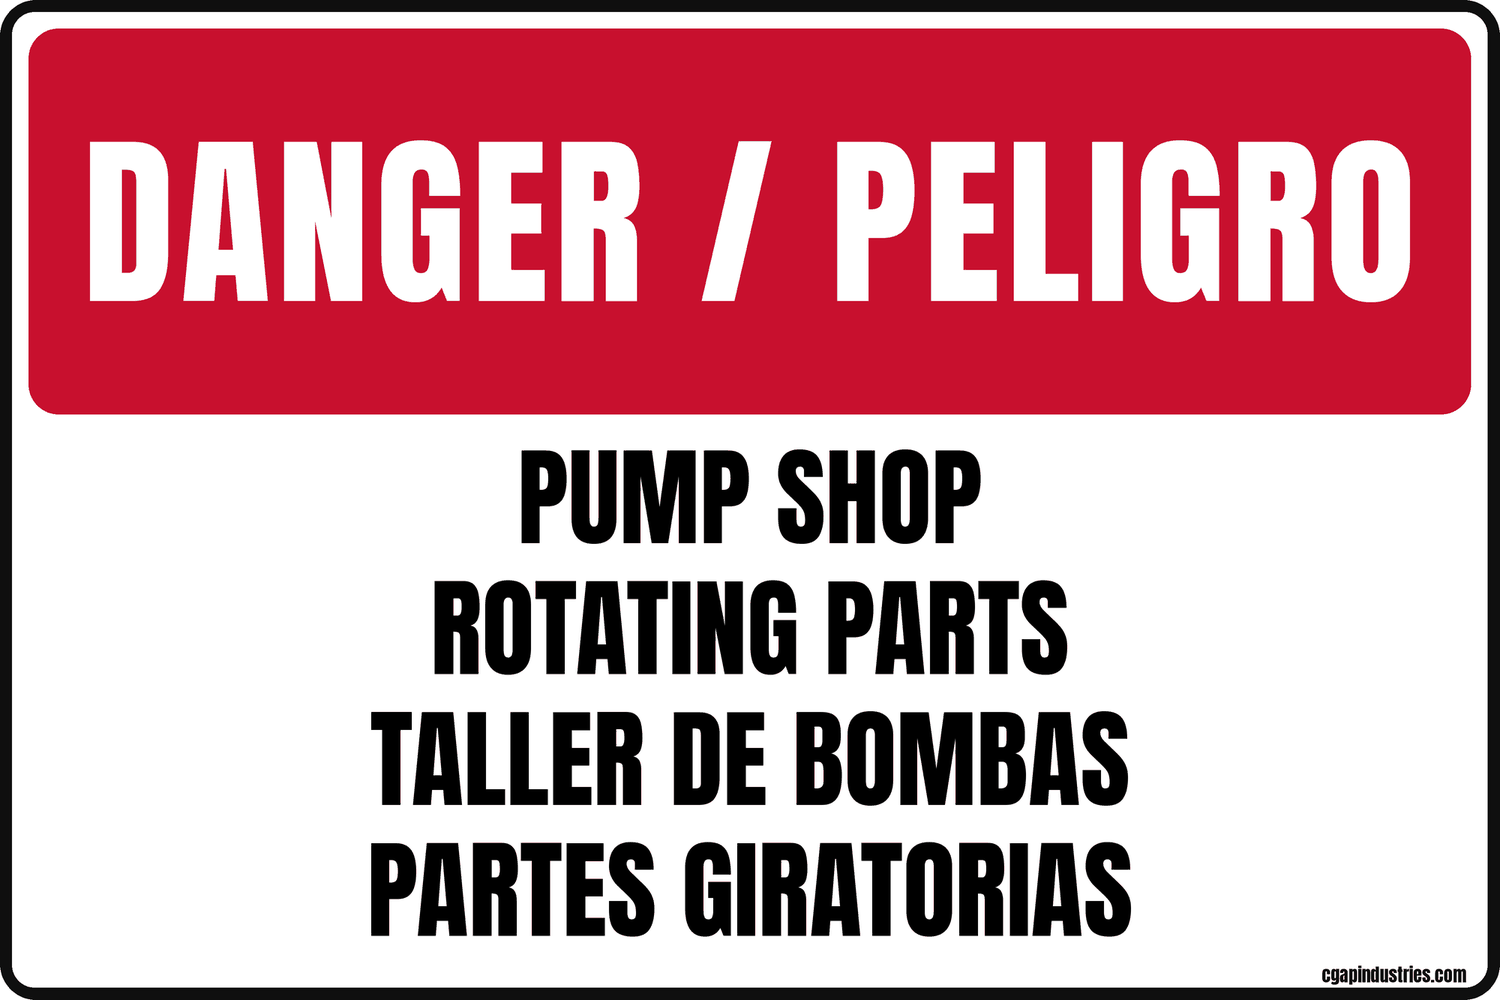 DANGER / PELIGRO
PUMP SHOP
ROTATING PARTS
TALLER DE BOMBAS
PARTES GIRATORIAS
cgapindustries.com